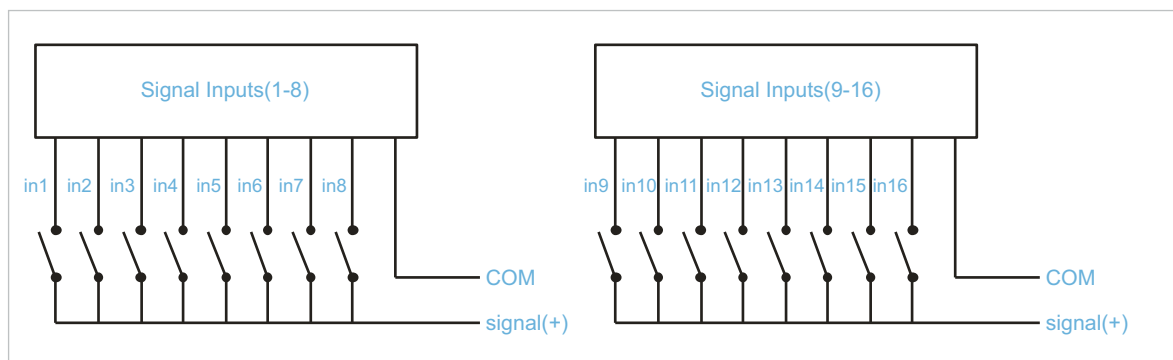 Signal Inputs(1-8)
in1 in2 in3 in4 in5 in6 in7 in8
COM
signal(+)
Signal Inputs(9-16)
in9 in10 in11 in12 in13 in14 in15 in16
COM
signal(+)